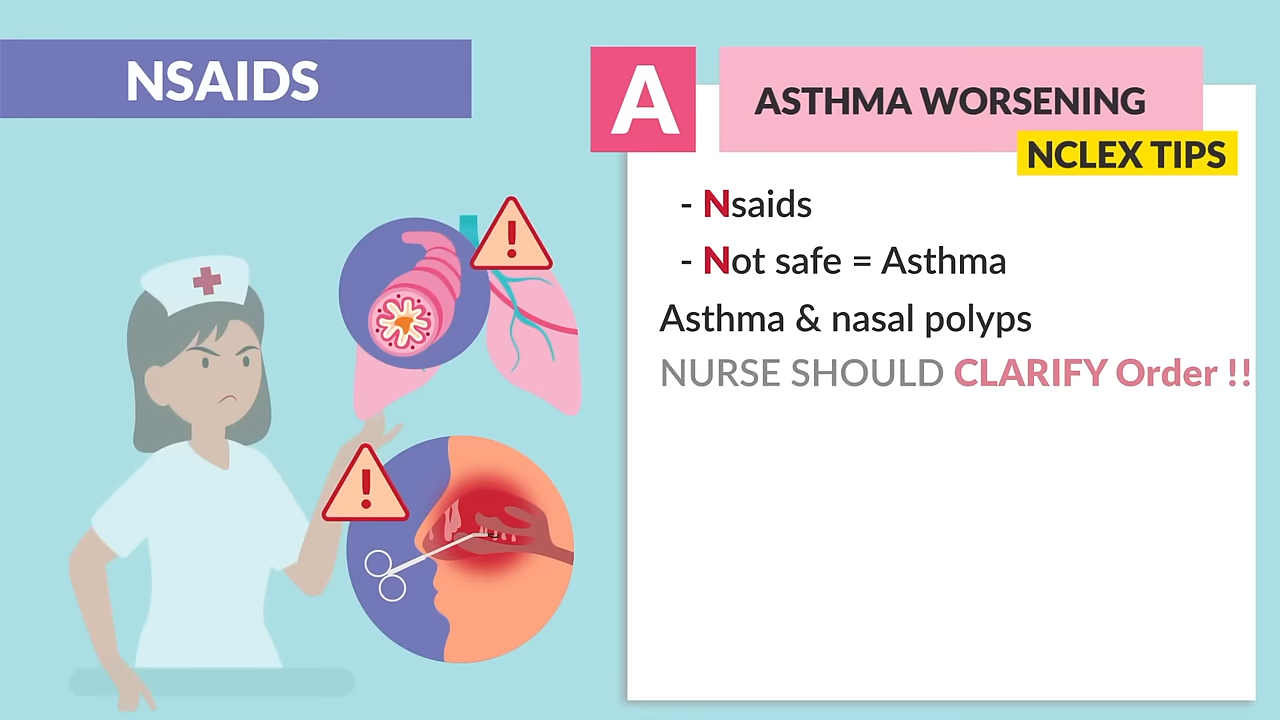 NSAIDS
A
ASTHMA WORSENING
NCLEX TIPS
- Nsaids
- Not safe = Asthma
Asthma & nasal polyps
NURSE SHOULD CLARIFY Order !!